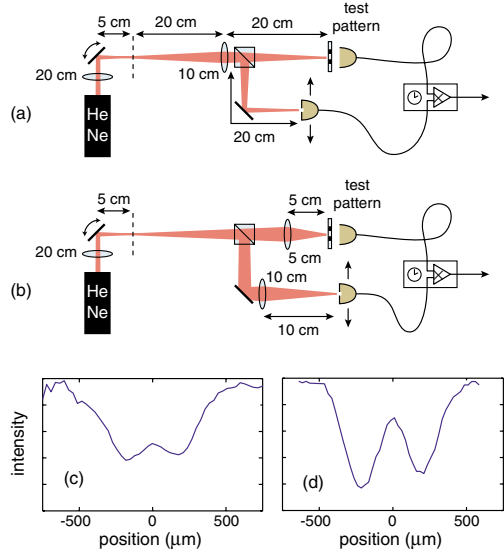 5 cm
20 cm
20 cm
test
pattern
20 cm
10 cm
(a)
20 cm
He
Ne
5 cm
5 cm
test
pattern
20 cm
5 cm
10 cm
(b)
10 cm
He
Ne
intensity
(c)
(d)
-500
0
500
-500
0
500
position (μm)
position (μm)